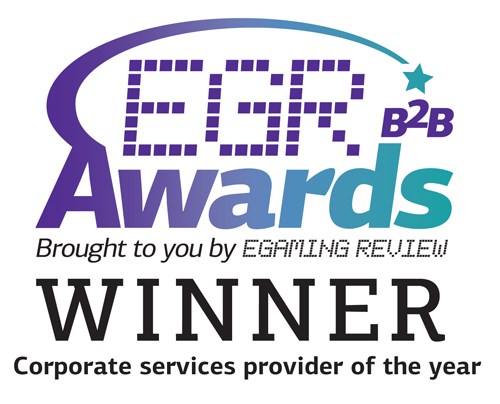 EGR
B2B
Awards
Brought to you by EGAMING REVIEW
WINNER
Corporate services provider of the year